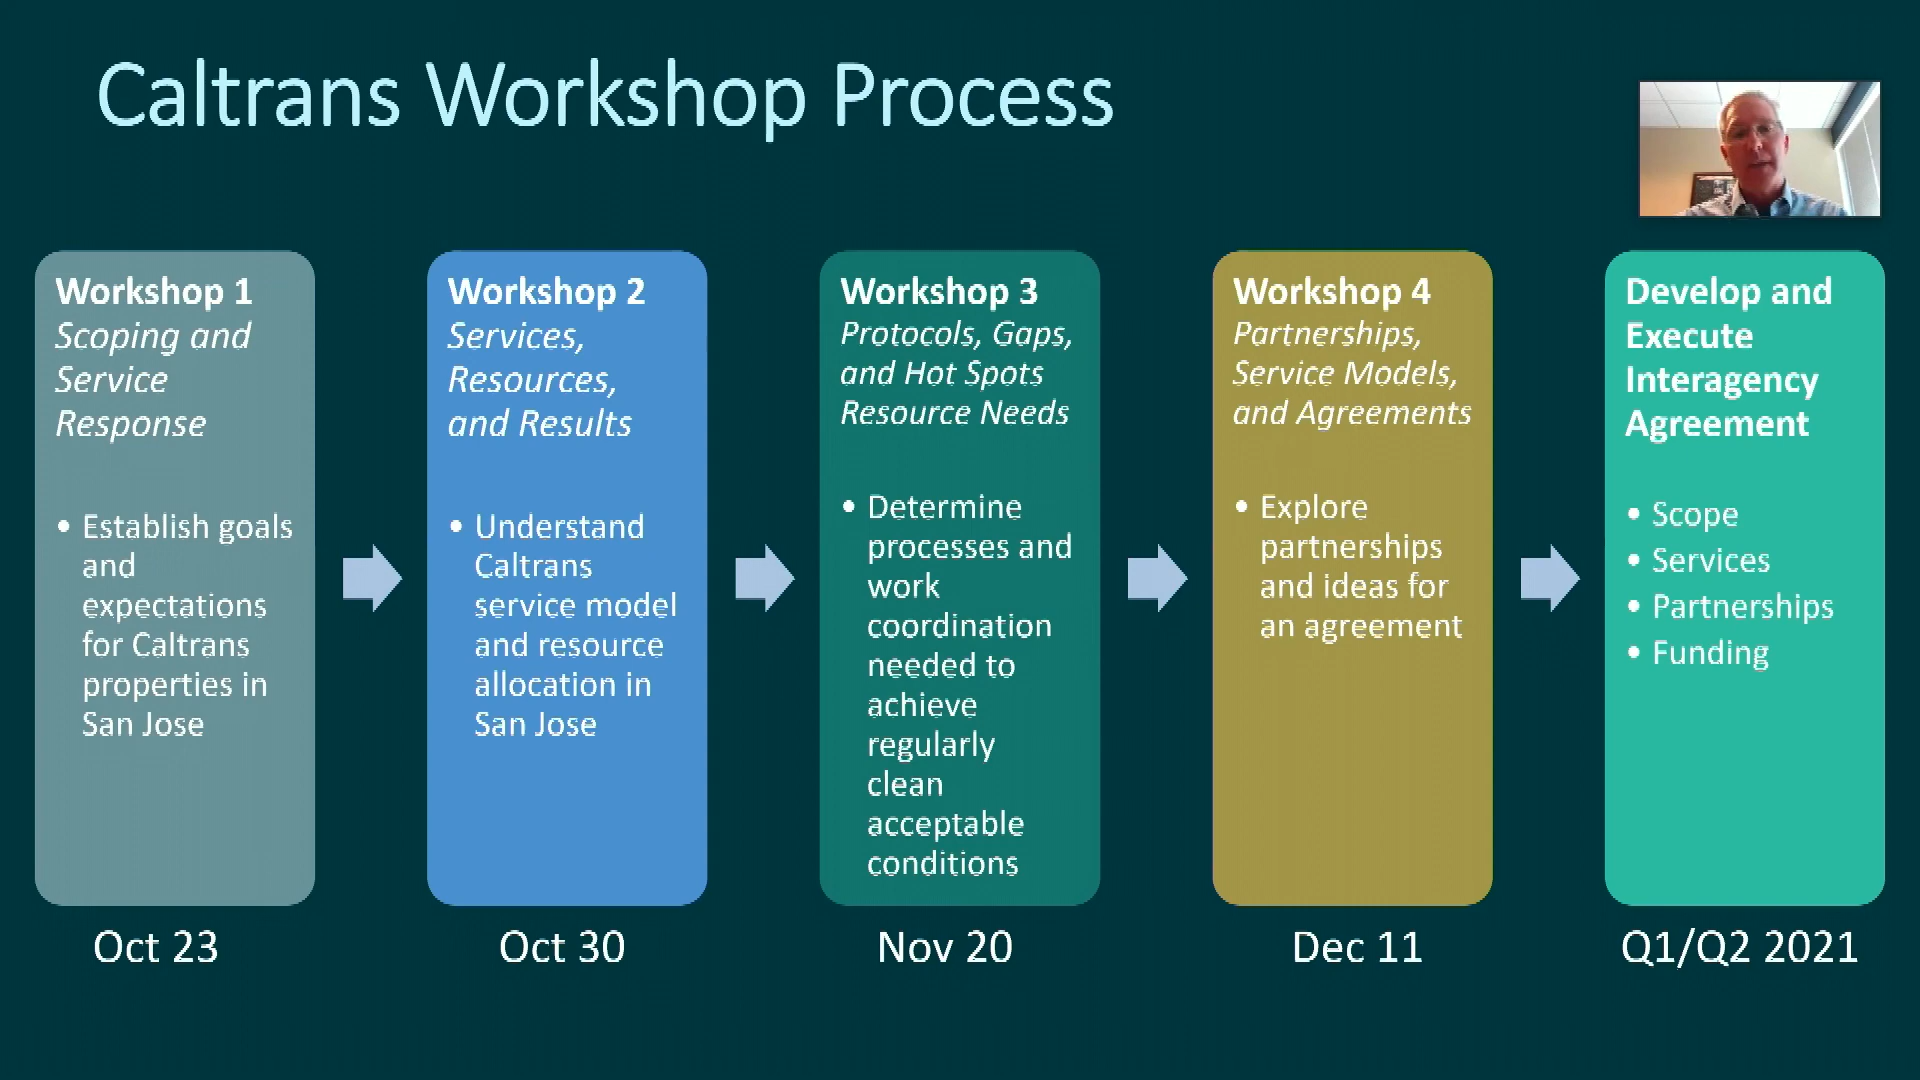 Caltrans Workshop Process
Workshop 1
Scoping and
Service
Response
• Establish goals
and
expectations
for Caltrans
properties in
San Jose
Oct 23
Workshop 2
Services,
Resources,
and Results
• Understand
Caltrans
service model
and resource
allocation in
San Jose
Oct 30
Workshop 3
Protocols, Gaps,
and Hot Spots
Resource Needs
• Determine
processes and
work
coordination
needed to
achieve
regularly
clean
acceptable
conditions
Nov 20
Workshop 4
Partnerships,
Service Models,
and Agreements
• Explore
partnerships
and ideas for
an agreement
Dec 11
Develop and
Execute
Interagency
Agreement
• Scope
• Services
• Partnerships
• Funding
Q1/Q2 2021